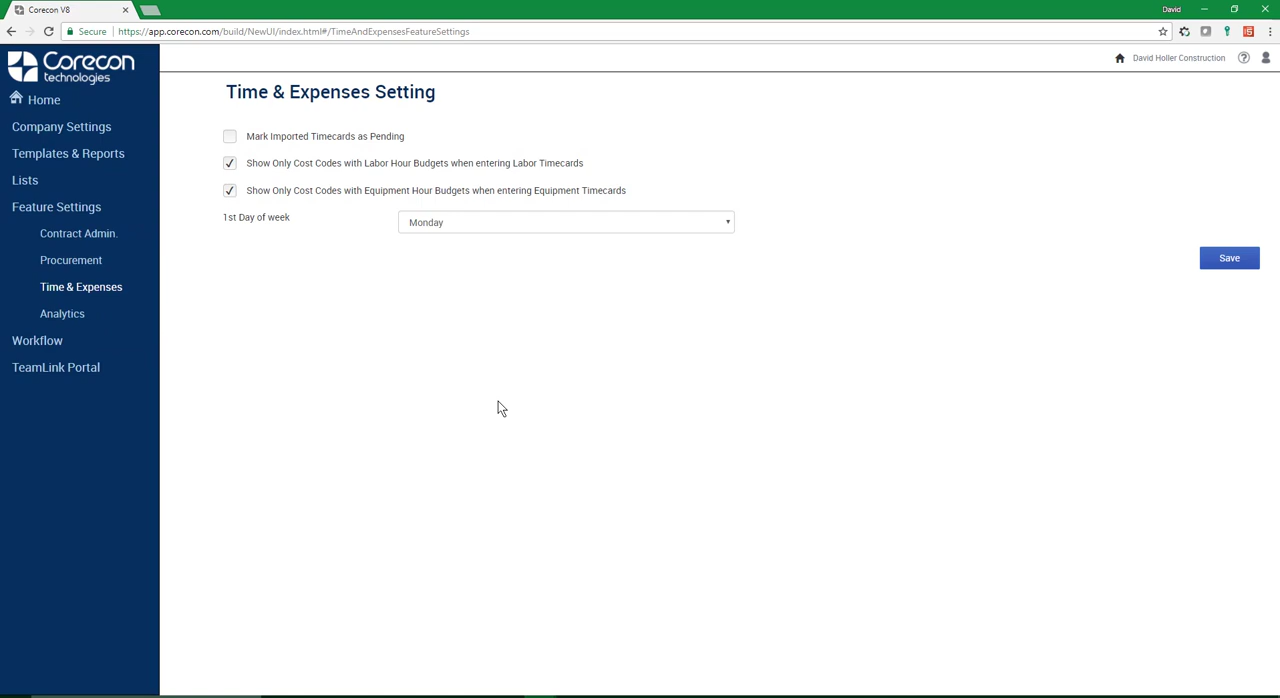 Corecon V8
David
Secure
https://app.corecon.com/build/NewUI/index.html#/TimeAndExpensesFeatureSettings
Corecon
technologies
David Holler Construction
Home
Company Settings
Templates & Reports
Lists
Feature Settings
Contract Admin.
Procurement
Time & Expenses
Analytics
Workflow
TeamLink Portal
Time & Expenses Setting
Mark Imported Timecards as Pending
Show Only Cost Codes with Labor Hour Budgets when entering Labor Timecards
Show Only Cost Codes with Equipment Hour Budgets when entering Equipment Timecards
1st Day of week
Monday
Save